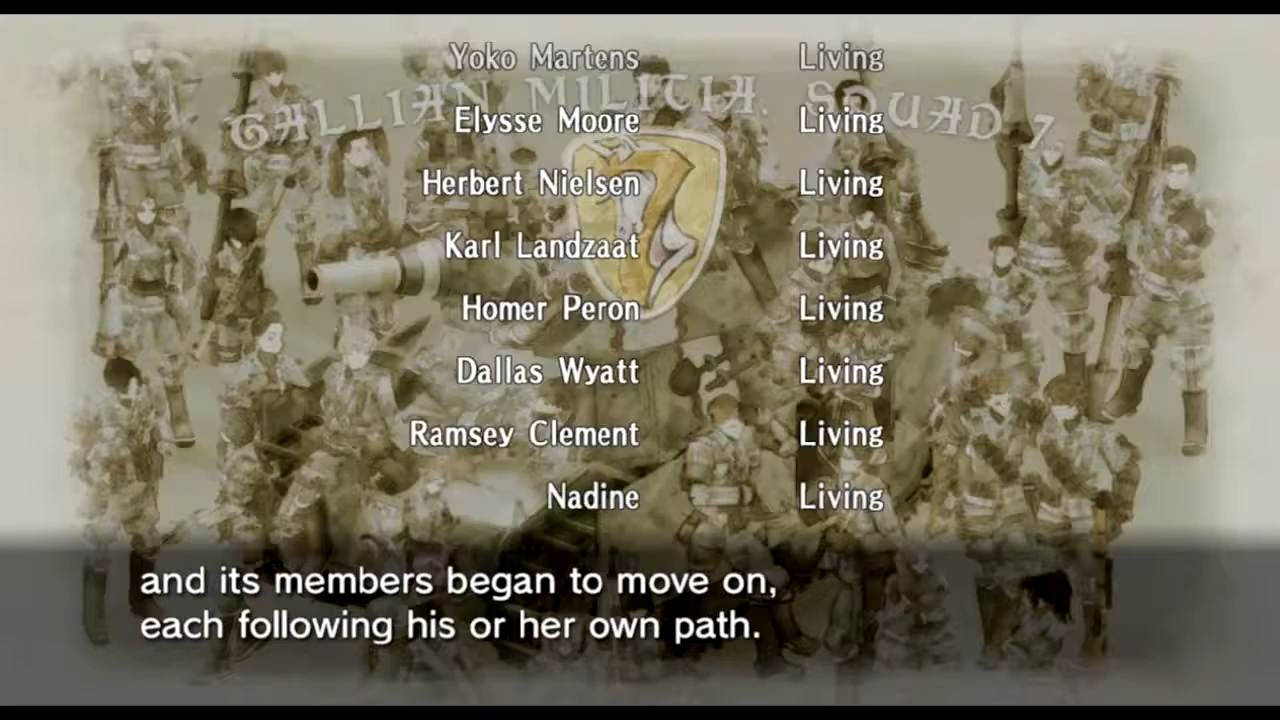 Yoko Martens Living
GALLIAN MILITIA. SQUAD 7
Elysse Moore Living
Herbert Nielsen Living
7
Karl Landzaat Living
Homer Peron Living
Dallas Wyatt Living
Ramsey Clement Living
Nadine Living
and its members began to move on,
each following his or her own path.